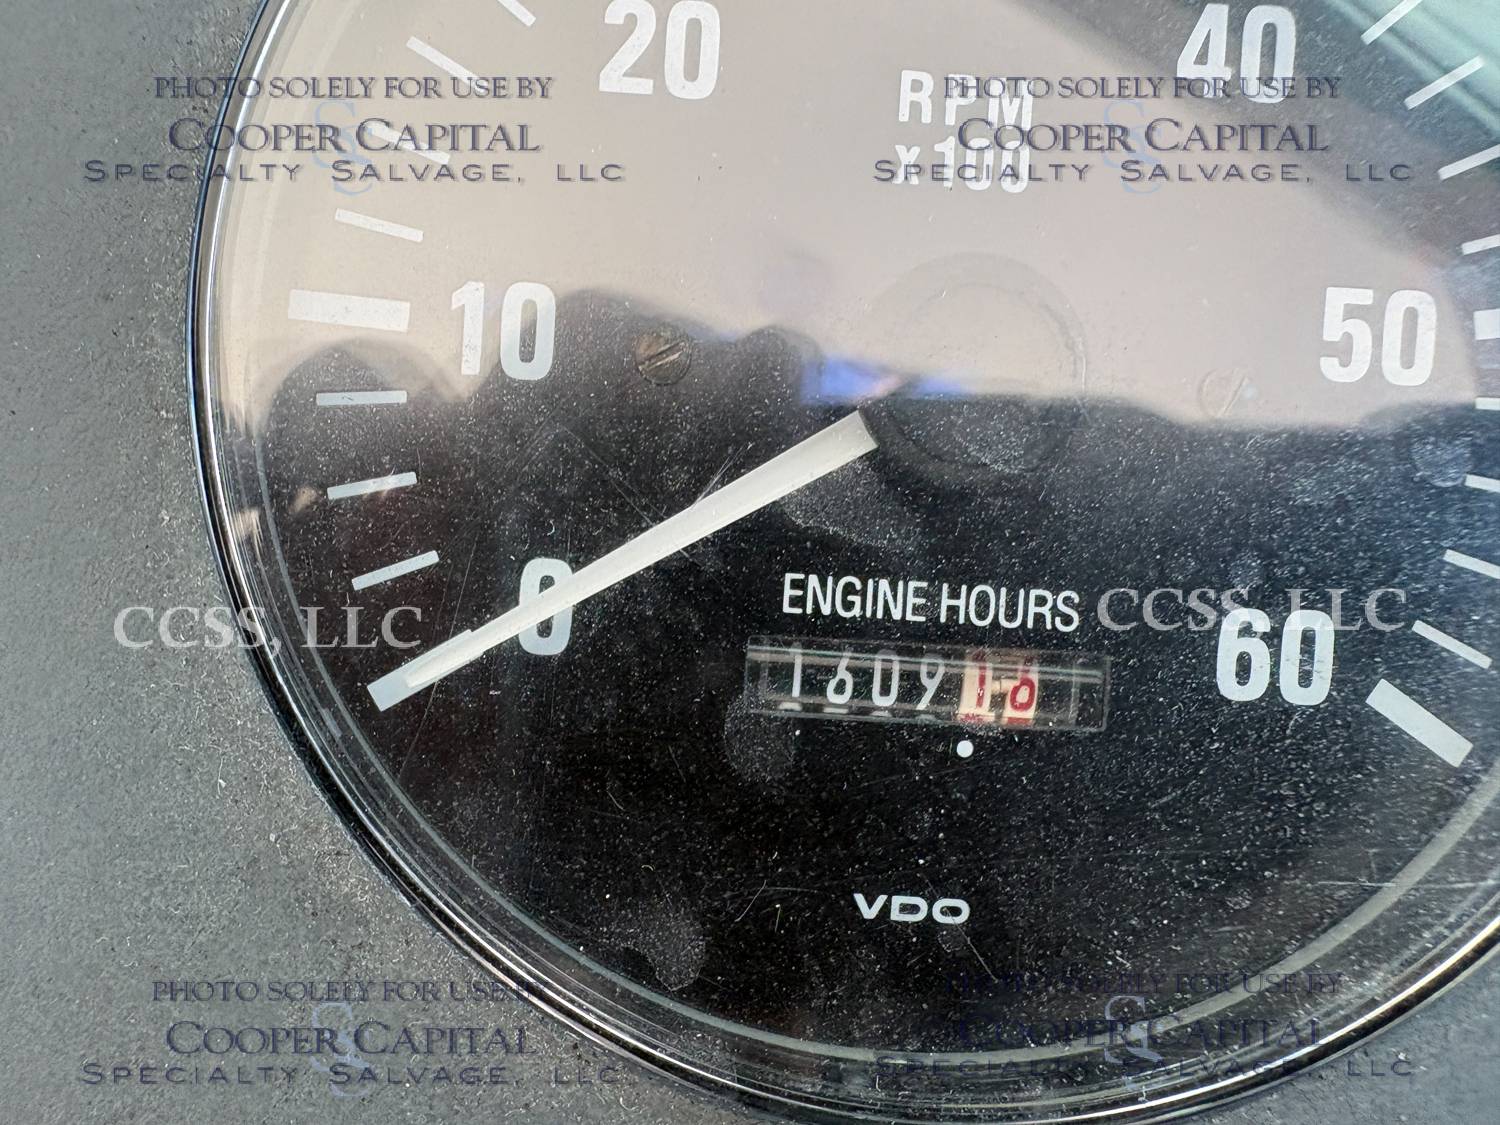 20
40
RPM
x100
PHOTO SOLELY FOR USE BY
COOPER CAPITAL
SPECIALTY SALVAGE, LLC
PHOTO SOLELY FOR USE BY
COOPER CAPITAL
SPECIALTY SALVAGE, LLC
10
50
0
ENGINE HOURS
60
CCSS, LLC
CCSS, LLC
160916
VDO
PHOTO SOLELY FOR USE BY
COOPER CAPITAL
SPECIALTY SALVAGE, LLC
PHOTO SOLELY FOR USE BY
COOPER CAPITAL
SPECIALTY SALVAGE, LLC